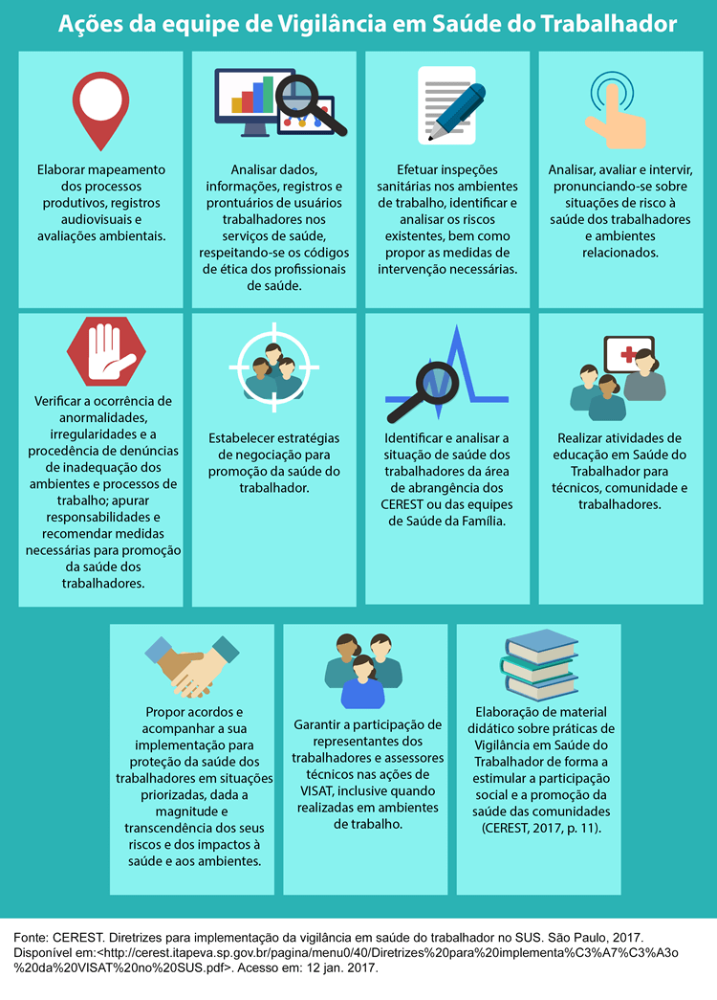 Ações da equipe de Vigilância em Saúde do Trabalhador
Elaborar mapeamento
dos processos
produtivos, registros
audiovisuais e
avaliações ambientais.
Analisar dados,
informações, registros e
prontuários de usuários
trabalhadores nos
serviços de saúde,
respeitando-se os códigos
de ética dos profissionais
de saúde.
Efetuar inspeções
sanitárias nos ambientes
de trabalho, identificar e
analisar os riscos
existentes, bem como
propor as medidas de
intervenção necessárias.
Analisar, avaliar e intervir,
pronunciando-se sobre
situações de risco à
saúde dos trabalhadores
e ambientes
relacionados.
Verificar a ocorrência de
anormalidades,
irregularidades e a
procedência de denúncias
de inadequação dos
ambientes e processos de
trabalho; apurar
responsabilidades e
recomendar medidas
necessárias para promoção
da saúde dos
trabalhadores.
Estabelecer estratégias
de negociação para
promoção da saúde do
trabalhador.
Identificar e analisar a
situação de saúde dos
trabalhadores da área
de abrangência dos
CEREST ou das equipes
de Saúde da Família.
Realizar atividades de
educação em Saúde do
Trabalhador para
técnicos, comunidade e
trabalhadores.
Propor acordos e
acompanhar a sua
implementação para
proteção da saúde dos
trabalhadores em situações
priorizadas, dada a
magnitude e
transcendência dos seus
riscos e dos impactos à
saúde e aos ambientes.
Garantir a participação de
representantes dos
trabalhadores e assessores
técnicos nas ações de
VISAT, inclusive quando
realizadas em ambientes
de trabalho.
Elaboração de material
didático sobre práticas de
Vigilância em Saúde do
Trabalhador de forma a
estimular a participação
social e a promoção da
saúde das comunidades
(CEREST, 2017, p. 11).
Fonte: CEREST. Diretrizes para implementação da vigilância em saúde do trabalhador no SUS. São Paulo, 2017.
Disponível em:<http://cerest.itapeva.sp.gov.br/pagina/menu0/40/Diretrizes%20para%20implementa%C3%A7%C3%A3o
%20da%20VISAT%20no%20SUS.pdf>. Acesso em: 12 jan. 2017.